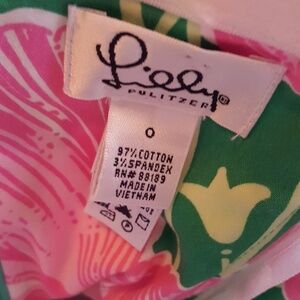 Lilly®
PULITZER
0
97% COTTON
3% SPANDEX
RN# 88189
MADE IN
VIETNAM